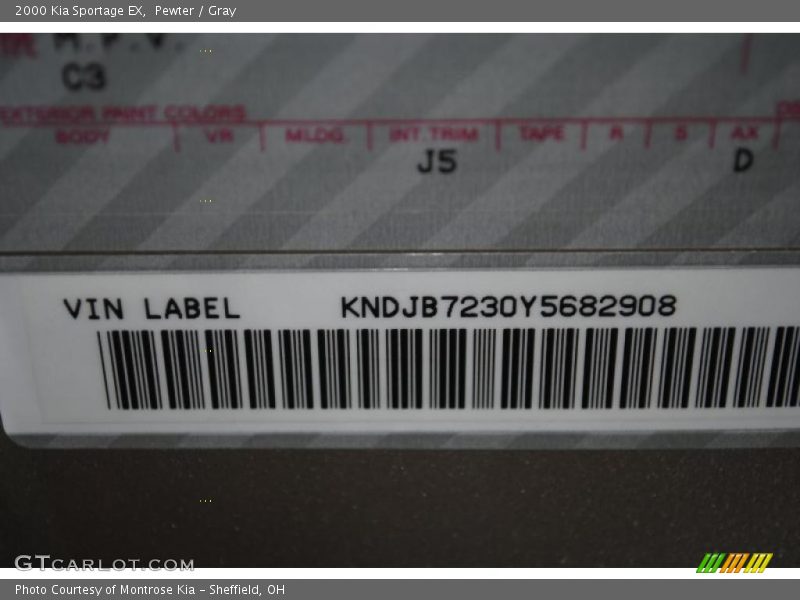 2000 Kia Sportage EX, Pewter / Gray
M.P.V.
C3
EXTERIOR PAINT COLORS
BODY VR MLDG. INT TRIM TAPE R S AX
J5 D
VIN LABEL KNDJB7230Y5682908
GTCARLOT.COM
Photo Courtesy of Montrose Kia – Sheffield, OH